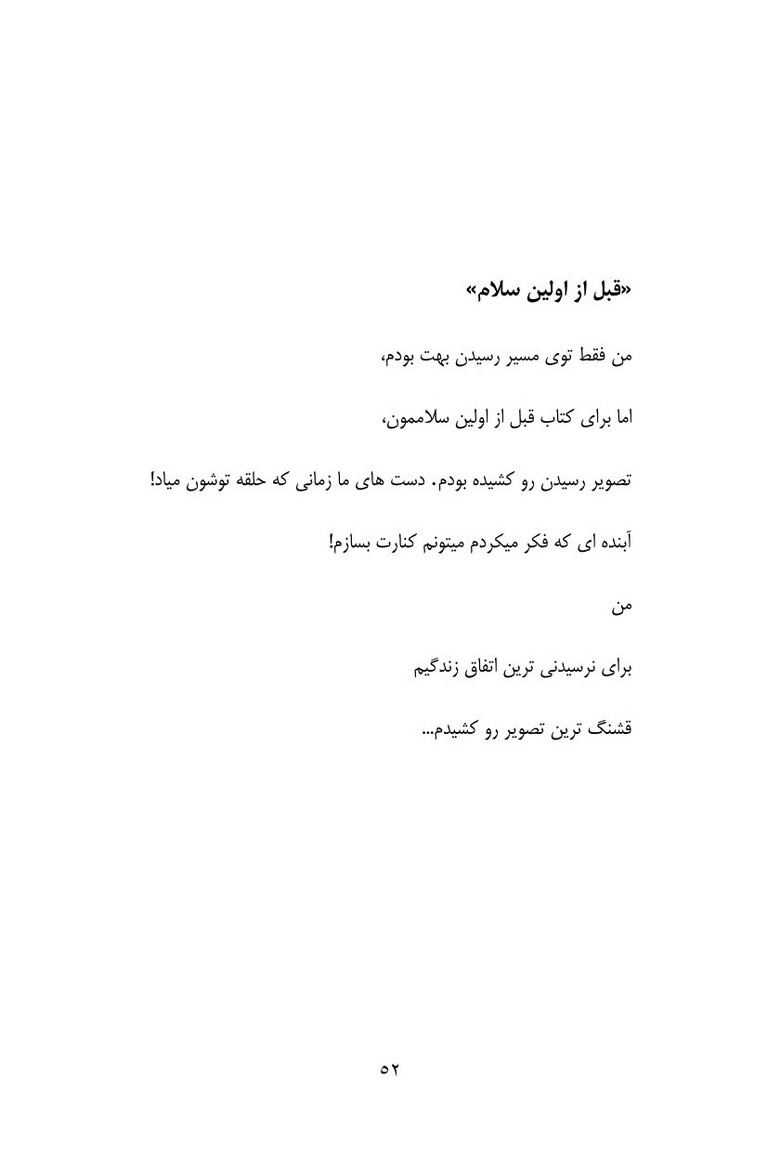 «قبل از اولین سلام»
من فقط توی مسیر رسیدن بهت بودم،
اما برای کتاب قبل از اولین سلاممون،
تصویر رسیدن رو کشیده بودم. دست های ما زمانی که حلقه توشون میاد!
آینده ای که فکر میکردم میتونم کنارت بسازم!
من
برای نرسیدنی ترین اتفاق زندگیم
قشنگ ترین تصویر رو کشیدم...
۵۲